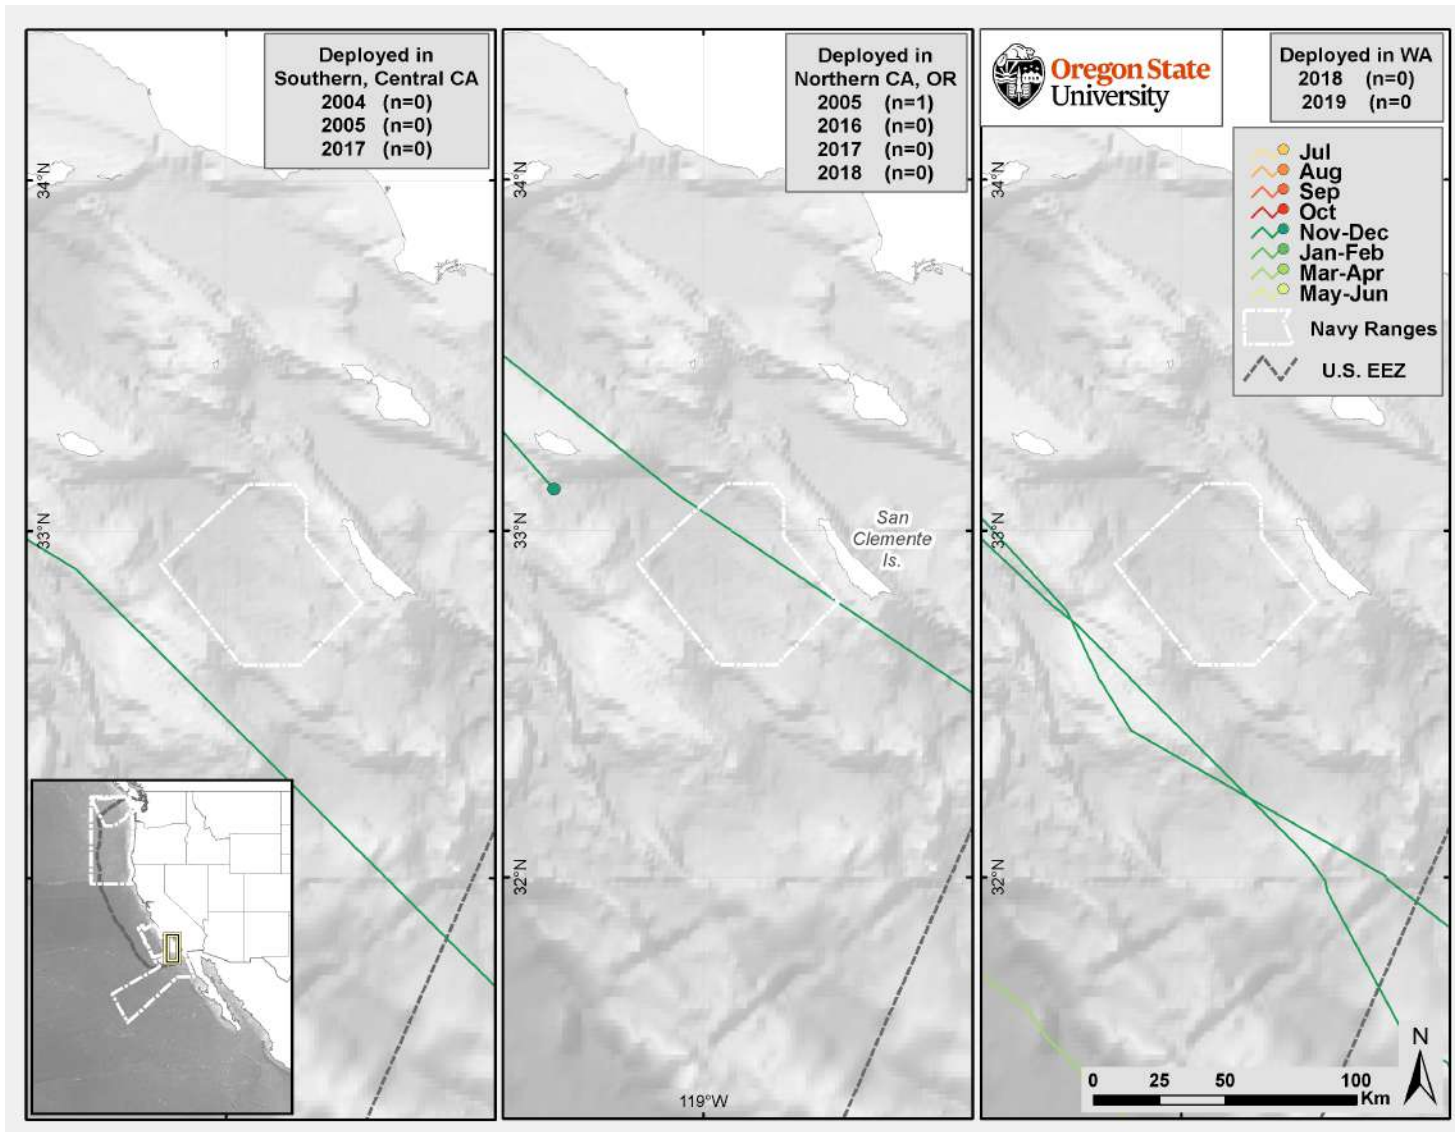 Deployed in
Southern, Central CA
2004 (n=0)
2005 (n=0)
2017 (n=0)
34°N
33°N
Deployed in
Northern CA, OR
2005 (n=1)
2016 (n=0)
2017 (n=0)
2018 (n=0)
34°N
33°N
32°N
San
Clemente
Is.
119°W
Oregon State
University
Deployed in WA
2018 (n=0)
2019 (n=0
Jul
Aug
Sep
Oct
Nov-Dec
Jan-Feb
Mar-Apr
May-Jun
Navy Ranges
U.S. EEZ
34°N
33°N
32°N
N
0 25 50 100
Km